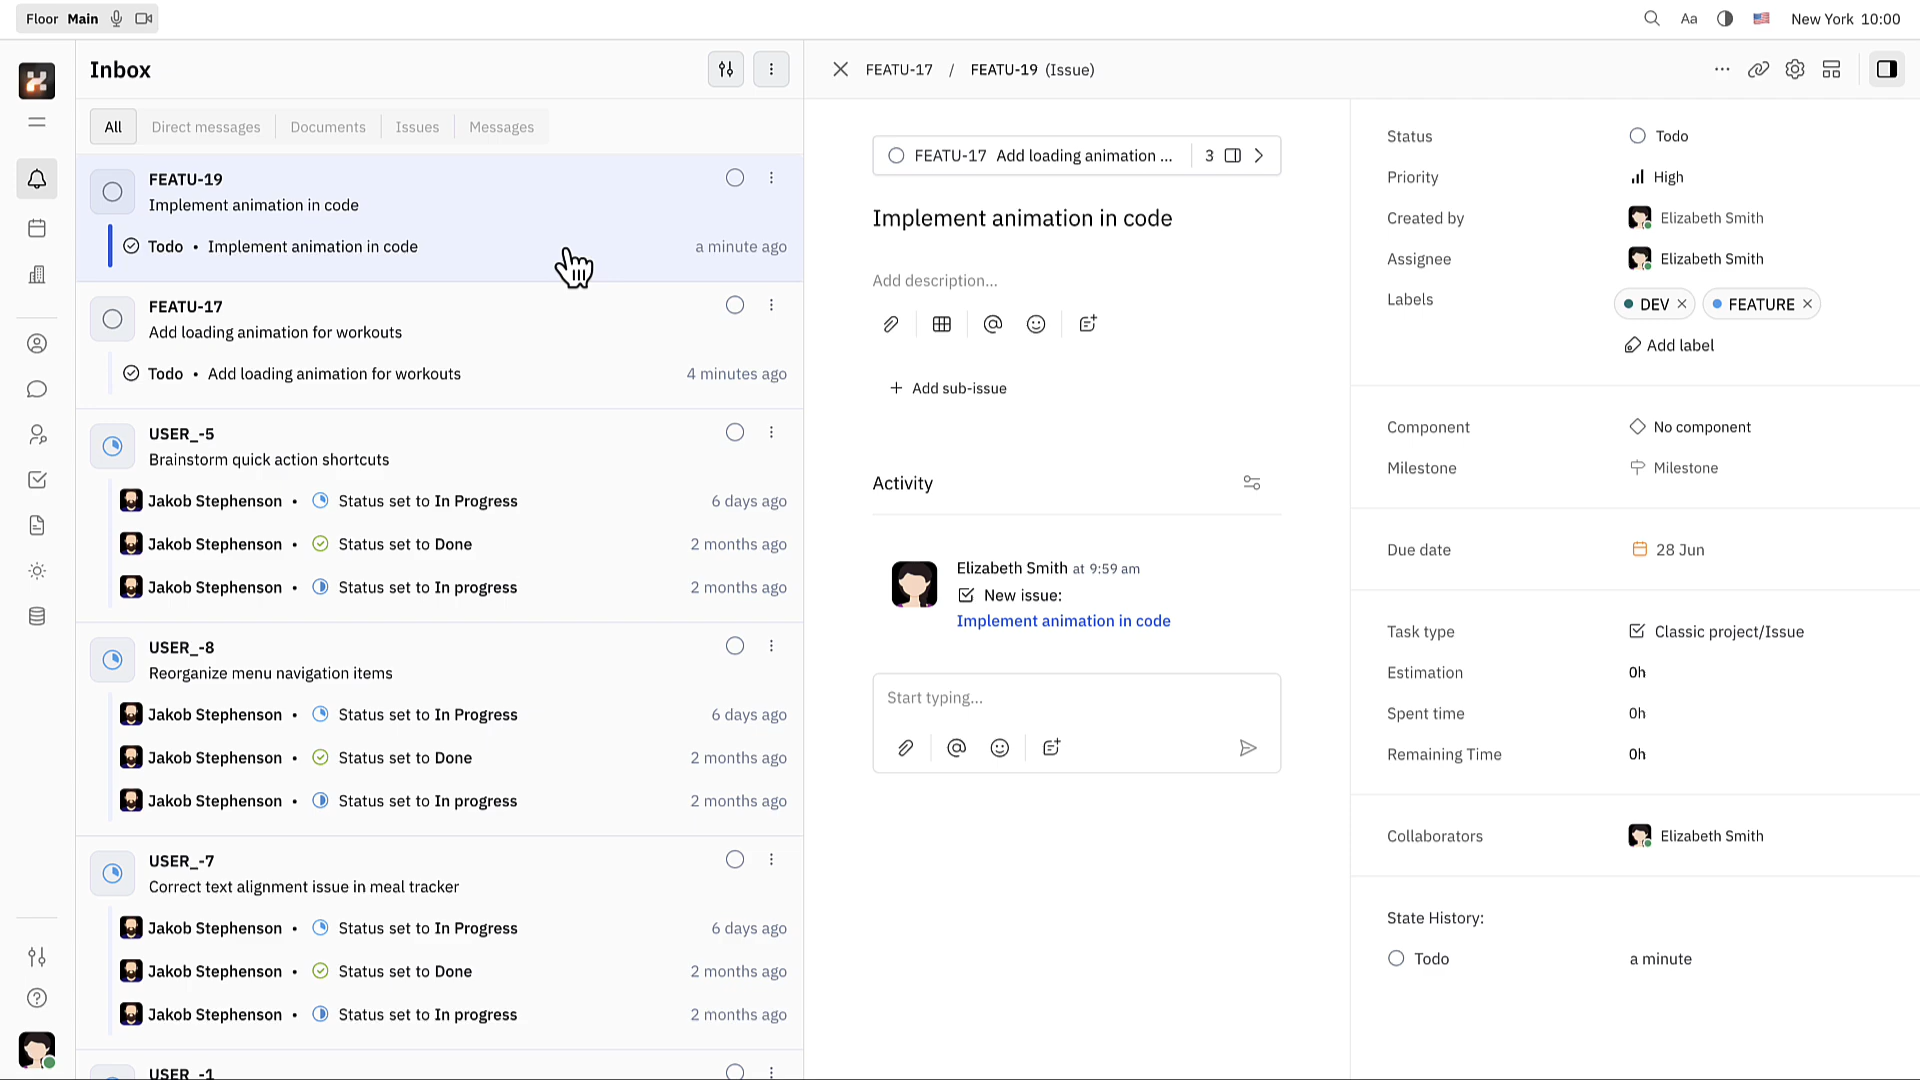 Floor Main
Aa
New York 10:00
Inbox
All
Direct messages
Documents
Issues
Messages
FEATU-19
Implement animation in code
Todo • Implement animation in code
a minute ago
FEATU-17
Add loading animation for workouts
Todo • Add loading animation for workouts
4 minutes ago
USER_-5
Brainstorm quick action shortcuts
Jakob Stephenson • Status set to In Progress
6 days ago
Jakob Stephenson • Status set to Done
2 months ago
Jakob Stephenson • Status set to In progress
2 months ago
USER_-8
Reorganize menu navigation items
Jakob Stephenson • Status set to In Progress
6 days ago
Jakob Stephenson • Status set to Done
2 months ago
Jakob Stephenson • Status set to In progress
2 months ago
USER_-7
Correct text alignment issue in meal tracker
Jakob Stephenson • Status set to In Progress
6 days ago
Jakob Stephenson • Status set to Done
2 months ago
Jakob Stephenson • Status set to In progress
2 months ago
USER_-1
FEATU-17 / FEATU-19 (Issue)
FEATU-17 Add loading animation ...
3
Implement animation in code
Add description...
+ Add sub-issue
Activity
Elizabeth Smith at 9:59 am
New issue:
Implement animation in code
Start typing...
Status
Todo
Priority
High
Created by
Elizabeth Smith
Assignee
Elizabeth Smith
Labels
DEV
FEATURE
Add label
Component
No component
Milestone
Milestone
Due date
28 Jun
Task type
Classic project/Issue
Estimation
0h
Spent time
0h
Remaining Time
0h
Collaborators
Elizabeth Smith
State History:
Todo
a minute